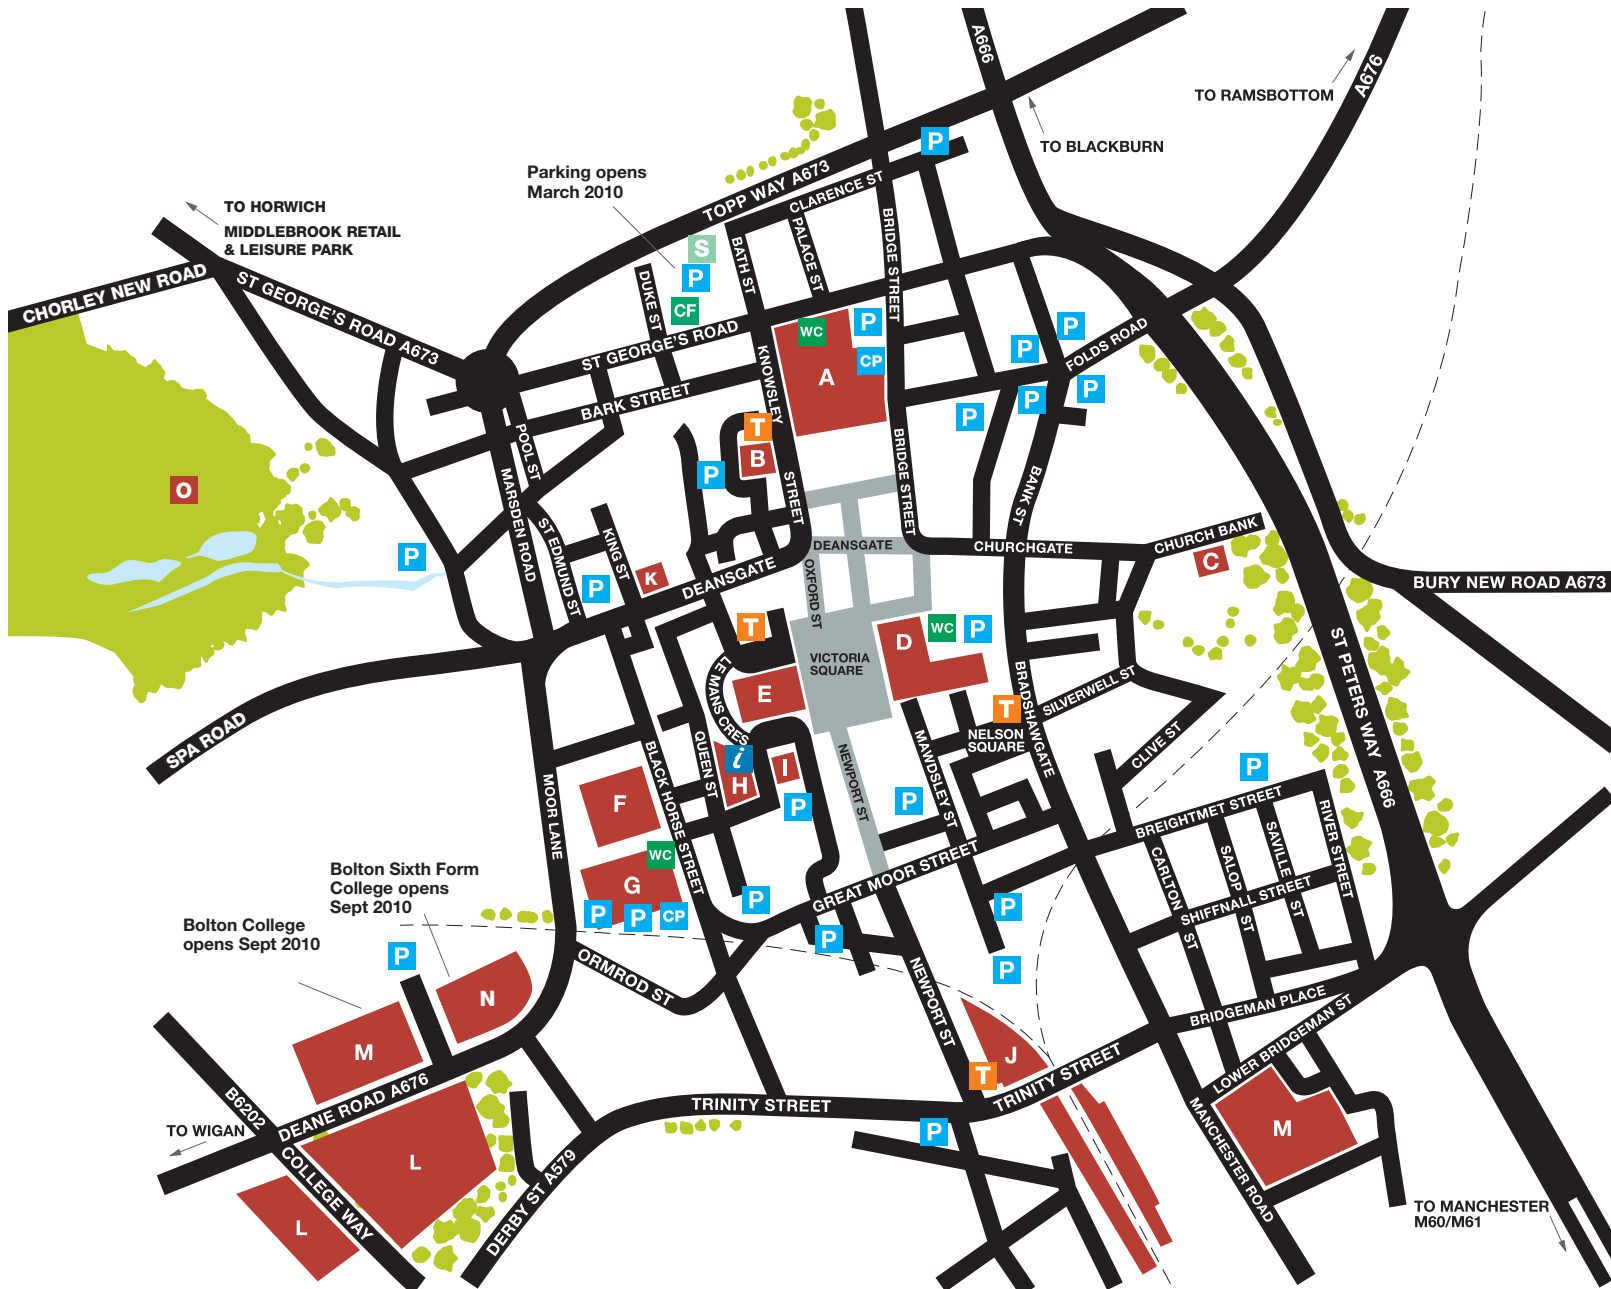 A666
A676
TO RAMSBOTTOM
TO BLACKBURN
P
Parking opens
March 2010
TOPP WAY A673
CLARENCE ST
TO HORWICH
MIDDLEBROOK RETAIL
& LEISURE PARK
S
P
CF
BATH ST
PALACE ST
BRIDGE STREET
DUKE ST
CHORLEY NEW ROAD
ST GEORGE'S ROAD A673
ST GEORGE'S ROAD
WC
P
CP
A
P
P
FOLDS ROAD
P
P
P
KNOWSLEY
STREET
BARK STREET
T
B
P
BRIDGE STREET
BANK ST
POOL ST
MARSDEN ROAD
ST EDMUND ST
KING ST
O
P
P
K
DEANSGATE
DEANSGATE
CHURCHGATE
CHURCH BANK
C
BURY NEW ROAD A673
OXFORD ST
T
VICTORIA
SQUARE
D
WC
P
LE MANS CRES
E
SPA ROAD
BRADSHAWGATE
SILVERWELL ST
ST PETERS WAY A666
T
NELSON
SQUARE
CLIVE ST
MOOR LANE
BLACK HORSE STREET
QUEEN ST
i
H
I
P
NEWPORT ST
MAWDSLEY ST
P
P
F
BREIGHTMET STREET
CARLTON ST
SALOP ST
SAVILLE ST
RIVER STREET
SHIFFNALL STREET
WC
G
P
P
CP
P
GREAT MOOR STREET
P
P
P
Bolton Sixth Form
College opens
Sept 2010
Bolton College
opens Sept 2010
P
N
M
ORMROD ST
NEWPORT ST
BRIDGEMAN PLACE
LOWER BRIDGEMAN ST
J
T
TRINITY STREET
TRINITY STREET
P
B6202
DEANE ROAD A676
TO WIGAN
COLLEGE WAY
L
L
DERBY ST A579
MANCHESTER ROAD
M
TO MANCHESTER
M60/M61